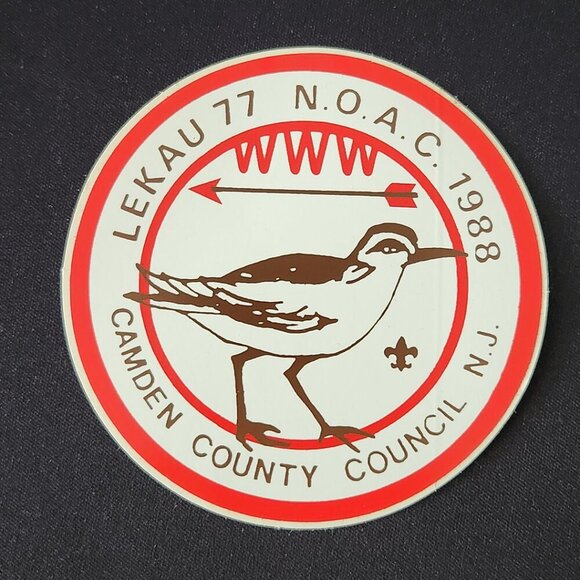 LEKAU 77 N.O.A.C. 1988
WWW
CAMDEN COUNTY COUNCIL N.J.